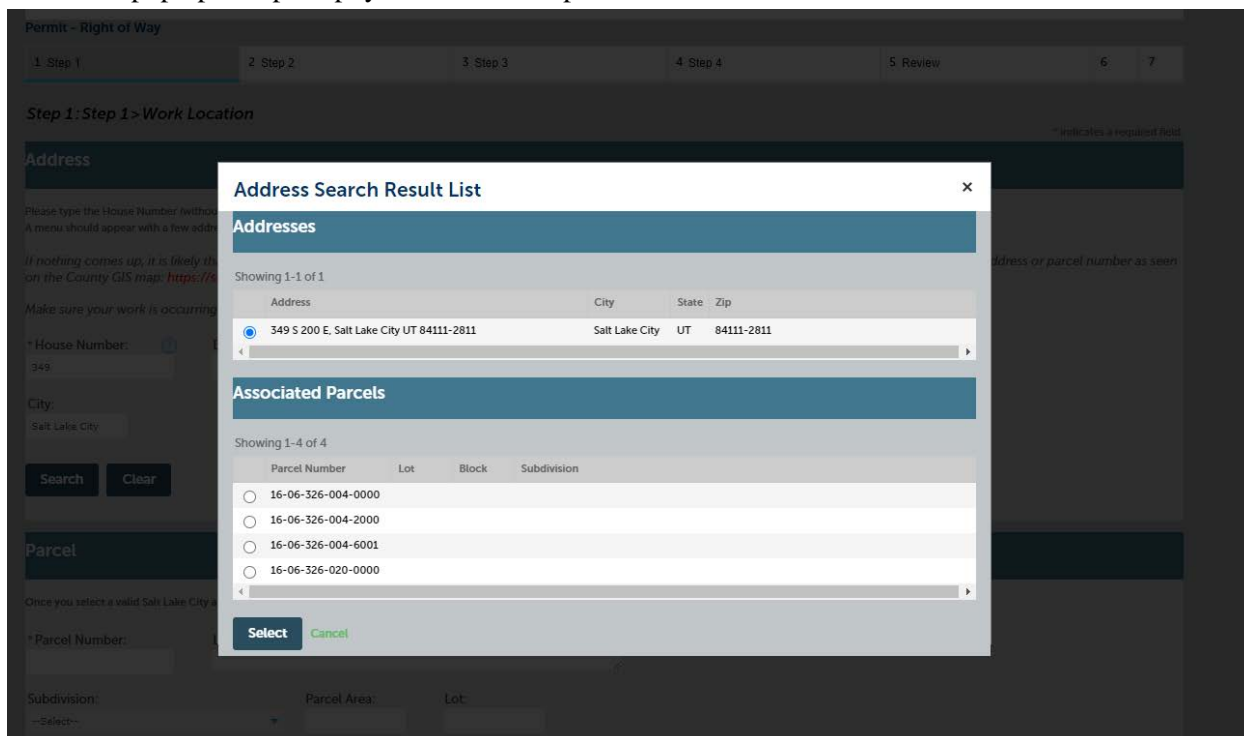 Permit - Right of Way
1 Step 1 2 Step 2 3 Step 3 4 Step 4 5 Review 6 7
Step 1: Step 1 > Work Location
* indicates a required field
Address
Please type the House Number (withou
A menu should appear with a few addr
If nothing comes up, it is likely th ddress or parcel number as seen
on the County GIS map: https://s
Make sure your work is occurring
* House Number:
349
City:
Salt Lake City
Search Clear
Parcel
Once you select a valid Salt Lake City a
* Parcel Number:
Subdivision: Parcel Area: Lot:
--Select--
Address Search Result List ×
Addresses
Showing 1-1 of 1
Address City State Zip
349 S 200 E, Salt Lake City UT 84111-2811 Salt Lake City UT 84111-2811
Associated Parcels
Showing 1-4 of 4
Parcel Number Lot Block Subdivision
16-06-326-004-0000
16-06-326-004-2000
16-06-326-004-6001
16-06-326-020-0000
Select Cancel